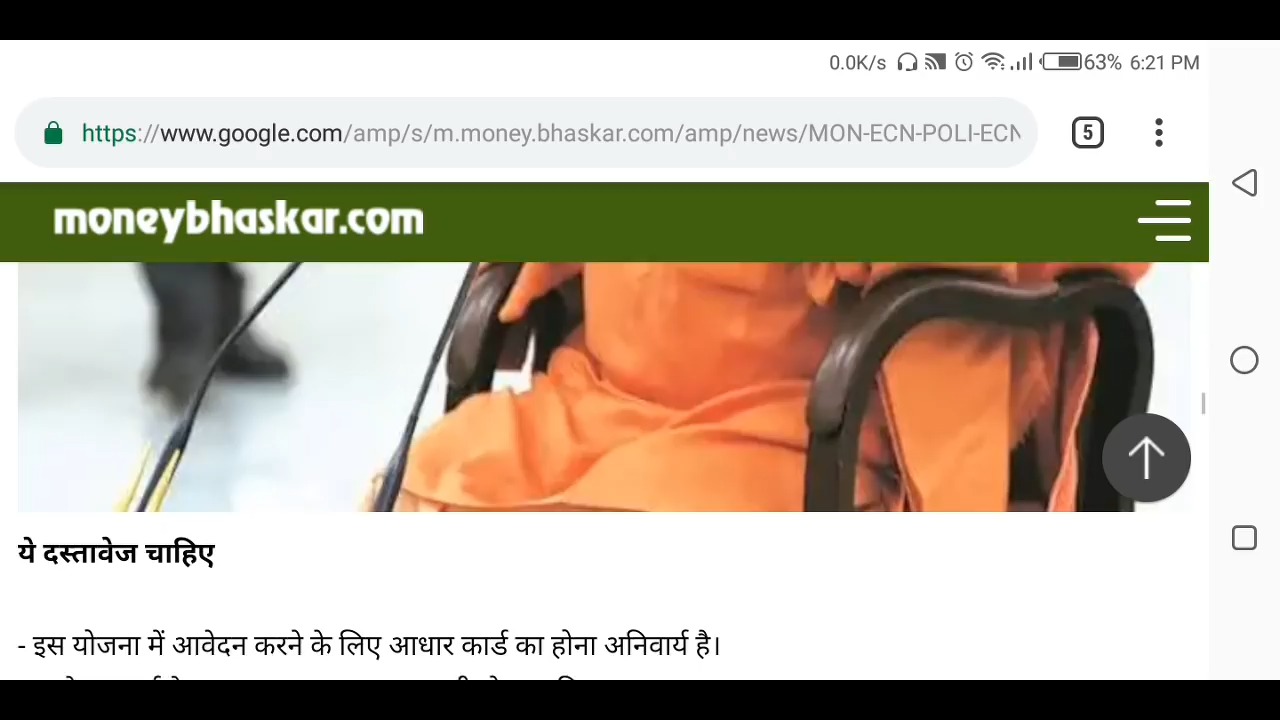 0.0K/s 63% 6:21 PM
https://www.google.com/amp/s/m.money.bhaskar.com/amp/news/MON-ECN-POLI-ECN
5
moneybhaskar.com
ये दस्तावेज चाहिए
- इस योजना में आवेदन करने के लिए आधार कार्ड का होना अनिवार्य है।